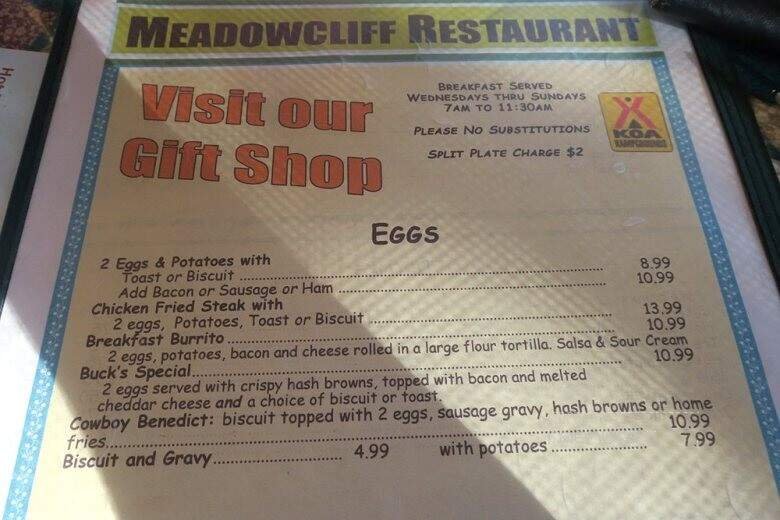 MEADOWCLIFF RESTAURANT
Visit our
Gift Shop
BREAKFAST SERVED
WEDNESDAYS THRU SUNDAYS
7AM TO 11:30AM
PLEASE NO SUBSTITUTIONS
SPLIT PLATE CHARGE $2
KOA
KAMPGROUNDS
EGGS
2 Eggs & Potatoes with
Toast or Biscuit ........ 8.99
Add Bacon or Sausage or Ham ........ 10.99
Chicken Fried Steak with
2 eggs, Potatoes, Toast or Biscuit ........ 13.99
Breakfast Burrito ........ 10.99
2 eggs, potatoes, bacon and cheese rolled in a large flour tortilla. Salsa & Sour Cream
Buck's Special ........ 10.99
2 eggs served with crispy hash browns, topped with bacon and melted
cheddar cheese and a choice of biscuit or toast.
Cowboy Benedict: biscuit topped with 2 eggs, sausage gravy, hash browns or home
fries ........ 10.99
Biscuit and Gravy ........ 4.99 with potatoes ........ 7.99